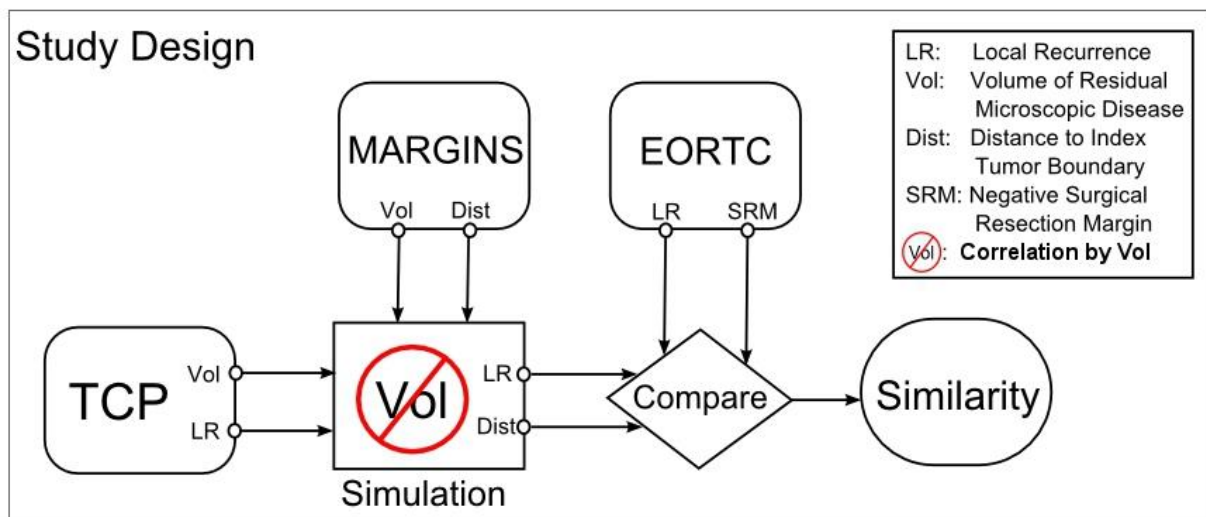 Study Design
LR: Local Recurrence
Vol: Volume of Residual
Microscopic Disease
Dist: Distance to Index
Tumor Boundary
SRM: Negative Surgical
Resection Margin
Vol: Correlation by Vol
MARGINS
Vol Dist
EORTC
LR SRM
TCP
Vol
LR
Vol
LR
Dist
Simulation
Compare
Similarity